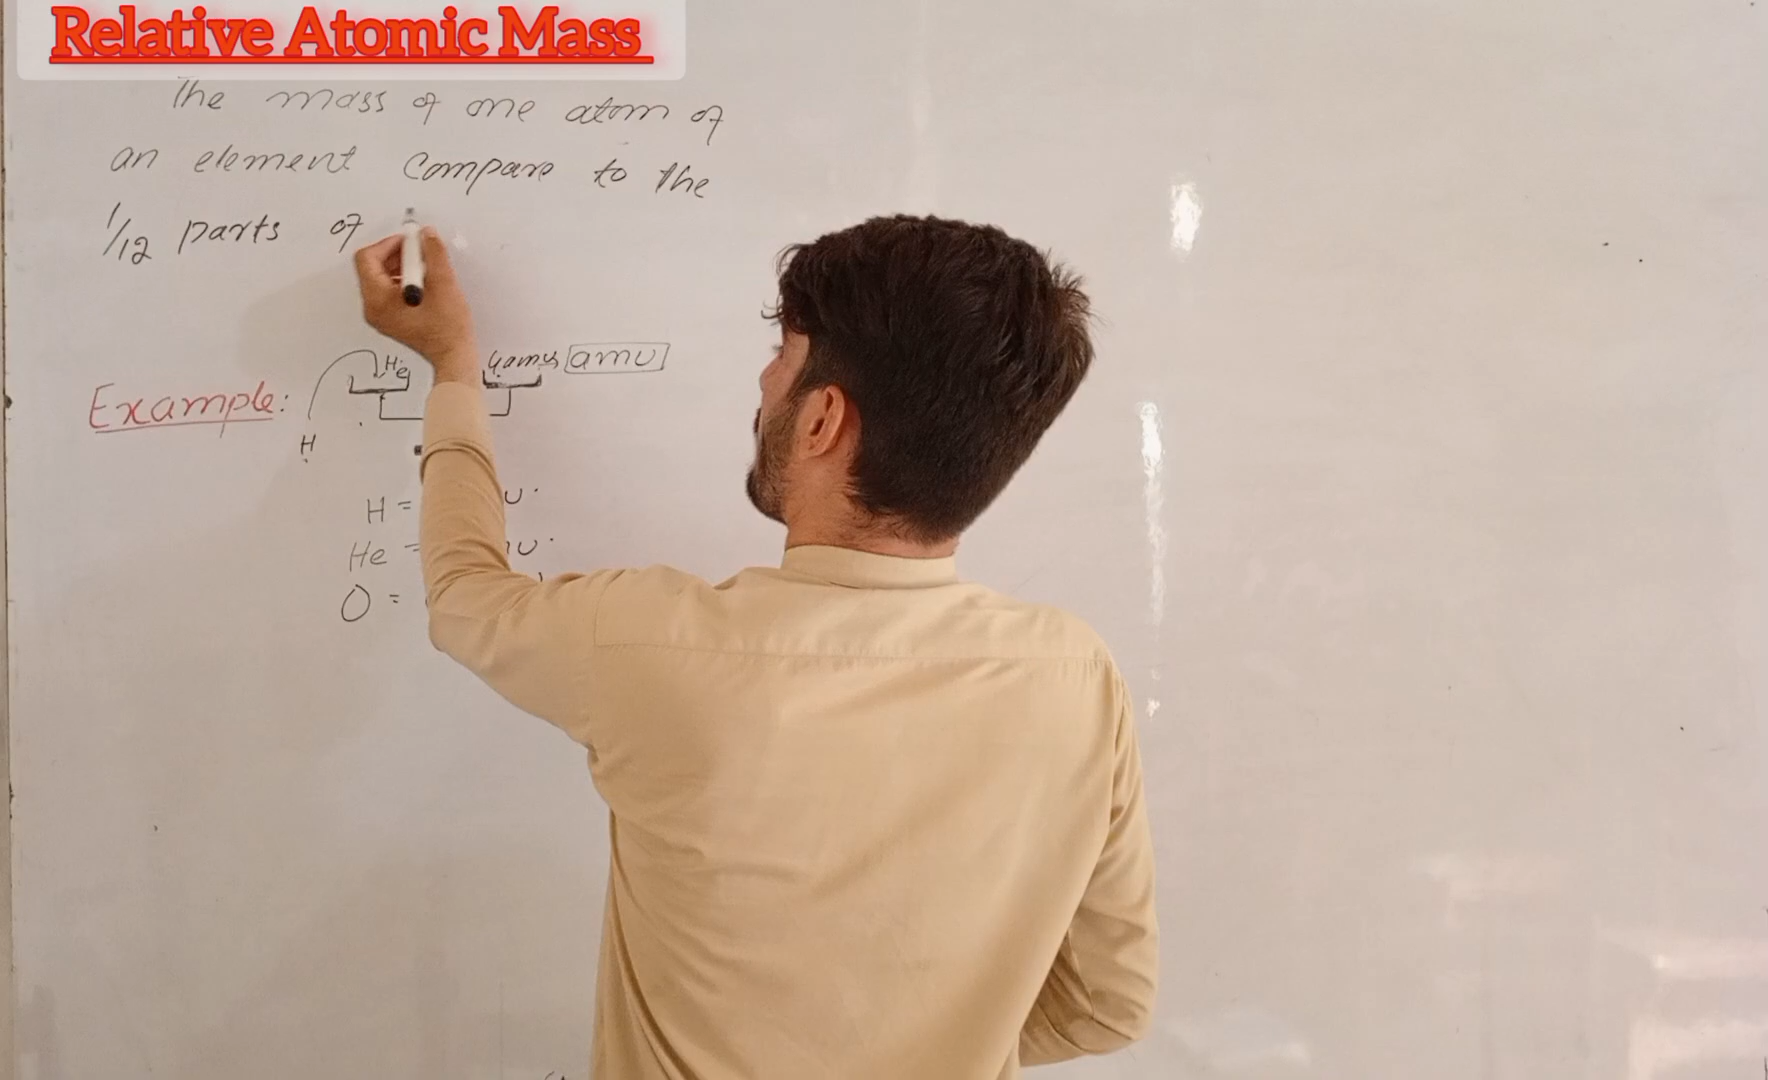 Relative Atomic Mass
The mass of one atom of
an element compare to the
1/12 parts of
He 4amus amu
Example:
H
H = u.
He = u.
O =